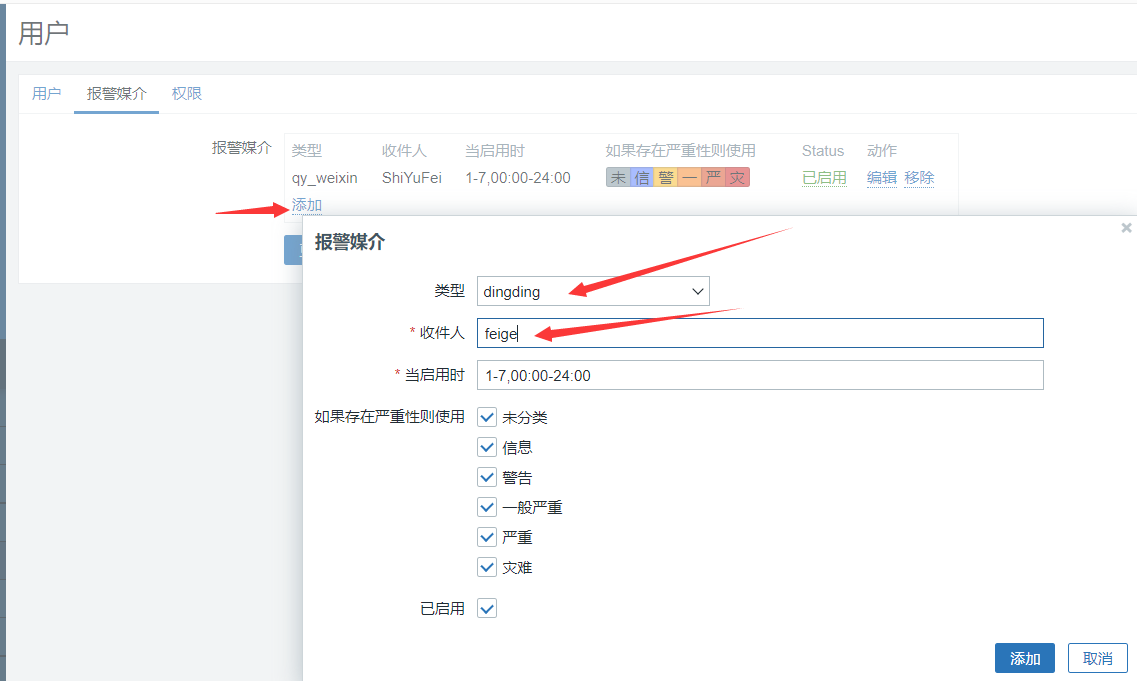 用户
用户 报警媒介 权限
报警媒介 类型 收件人 当启用时 如果存在严重性则使用 Status 动作
qy_weixin ShiYuFei 1-7,00:00-24:00 未 信 警 一 严 灾 已启用 编辑 移除
添加
报警媒介
类型 dingding
* 收件人 feige
* 当启用时 1-7,00:00-24:00
如果存在严重性则使用 未分类
信息
警告
一般严重
严重
灾难
已启用
添加 取消